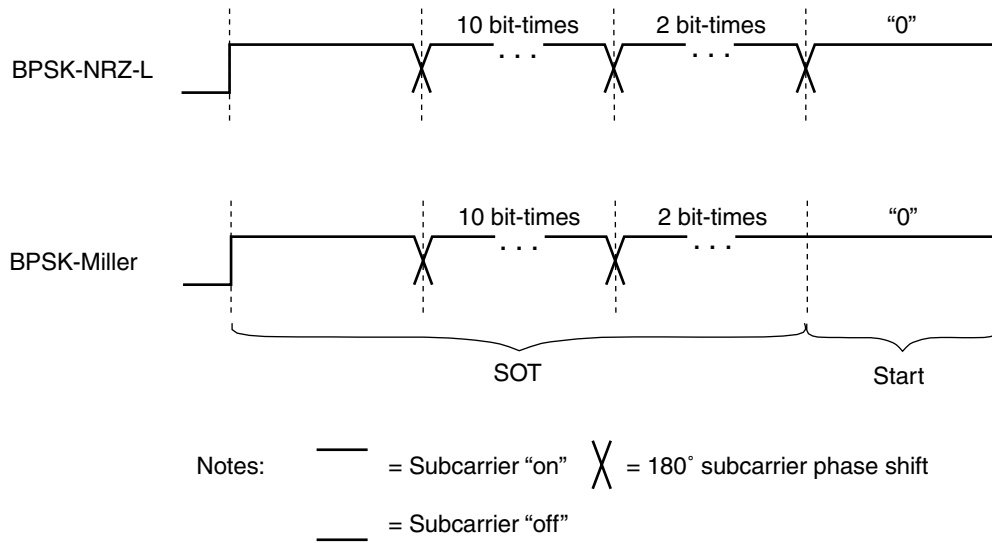 10 bit-times 2 bit-times “0”
BPSK-NRZ-L . . . . . .
10 bit-times 2 bit-times “0”
BPSK-Miller . . . . . .
SOT Start
Notes: = Subcarrier “on” = 180° subcarrier phase shift
= Subcarrier “off”